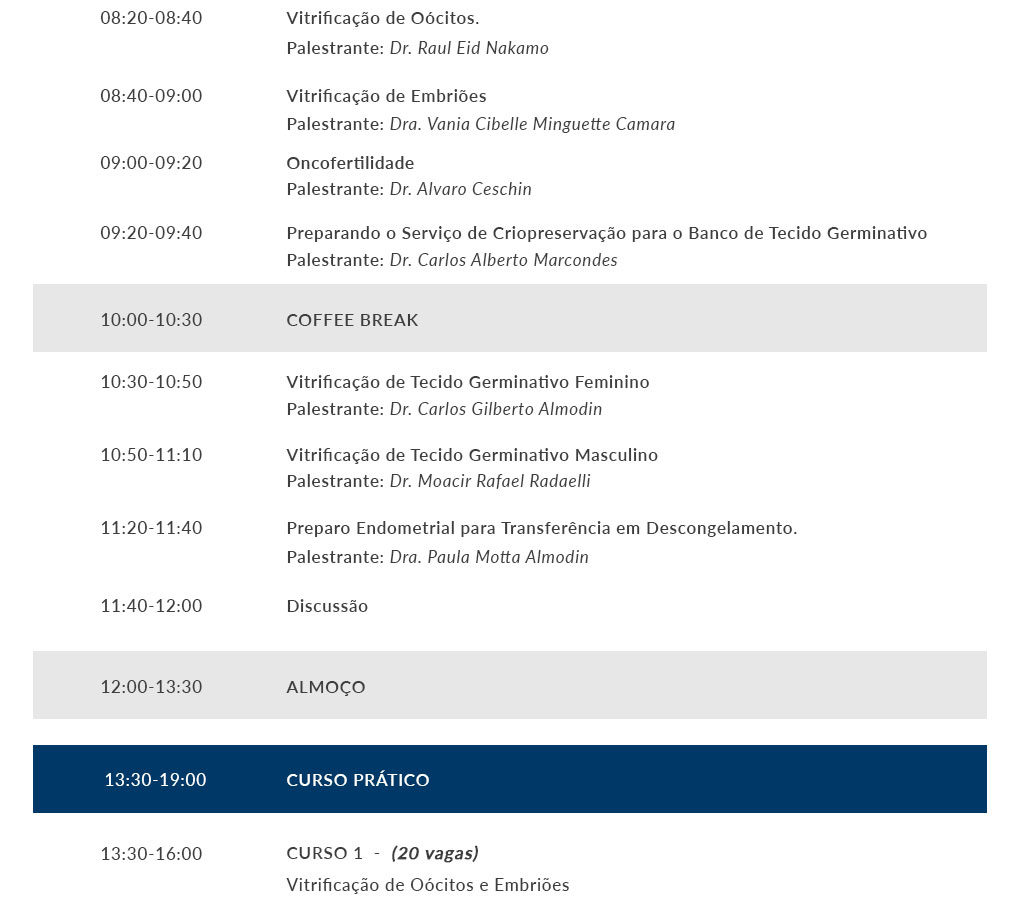 08:20-08:40 Vitrificação de Oócitos.
Palestrante: Dr. Raul Eid Nakamo
08:40-09:00 Vitrificação de Embriões
Palestrante: Dra. Vania Cibelle Minguette Camara
09:00-09:20 Oncofertilidade
Palestrante: Dr. Alvaro Ceschin
09:20-09:40 Preparando o Serviço de Criopreservação para o Banco de Tecido Germinativo
Palestrante: Dr. Carlos Alberto Marcondes
10:00-10:30 COFFEE BREAK
10:30-10:50 Vitrificação de Tecido Germinativo Feminino
Palestrante: Dr. Carlos Gilberto Almodin
10:50-11:10 Vitrificação de Tecido Germinativo Masculino
Palestrante: Dr. Moacir Rafael Radaelli
11:20-11:40 Preparo Endometrial para Transferência em Descongelamento.
Palestrante: Dra. Paula Motta Almodin
11:40-12:00 Discussão
12:00-13:30 ALMOÇO
13:30-19:00 CURSO PRÁTICO
13:30-16:00 CURSO 1 - (20 vagas)
Vitrificação de Oócitos e Embriões